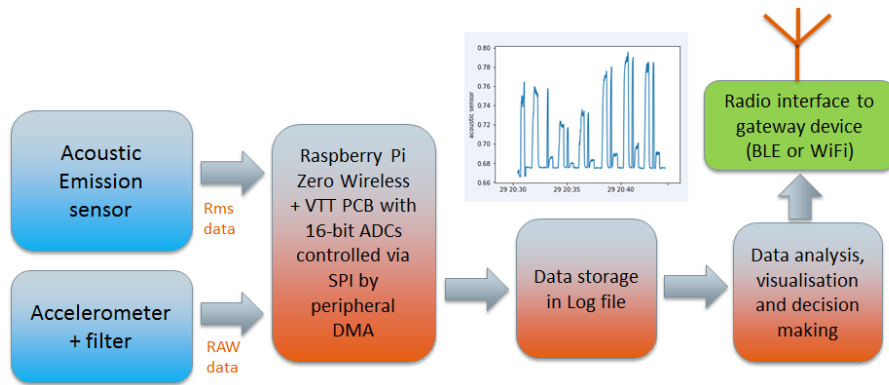 Acoustic
Emission
sensor
Rms
data
Accelerometer
+ filter
RAW
data
Raspberry Pi
Zero Wireless
+ VTT PCB with
16-bit ADCs
controlled via
SPI by
peripheral
DMA
acoustic sensor
0.80
0.78
0.76
0.74
0.72
0.70
0.68
0.66
29 20:30
29 20:35
29 20:40
Data storage
in Log file
Data analysis,
visualisation
and decision
making
Radio interface to
gateway device
(BLE or WiFi)